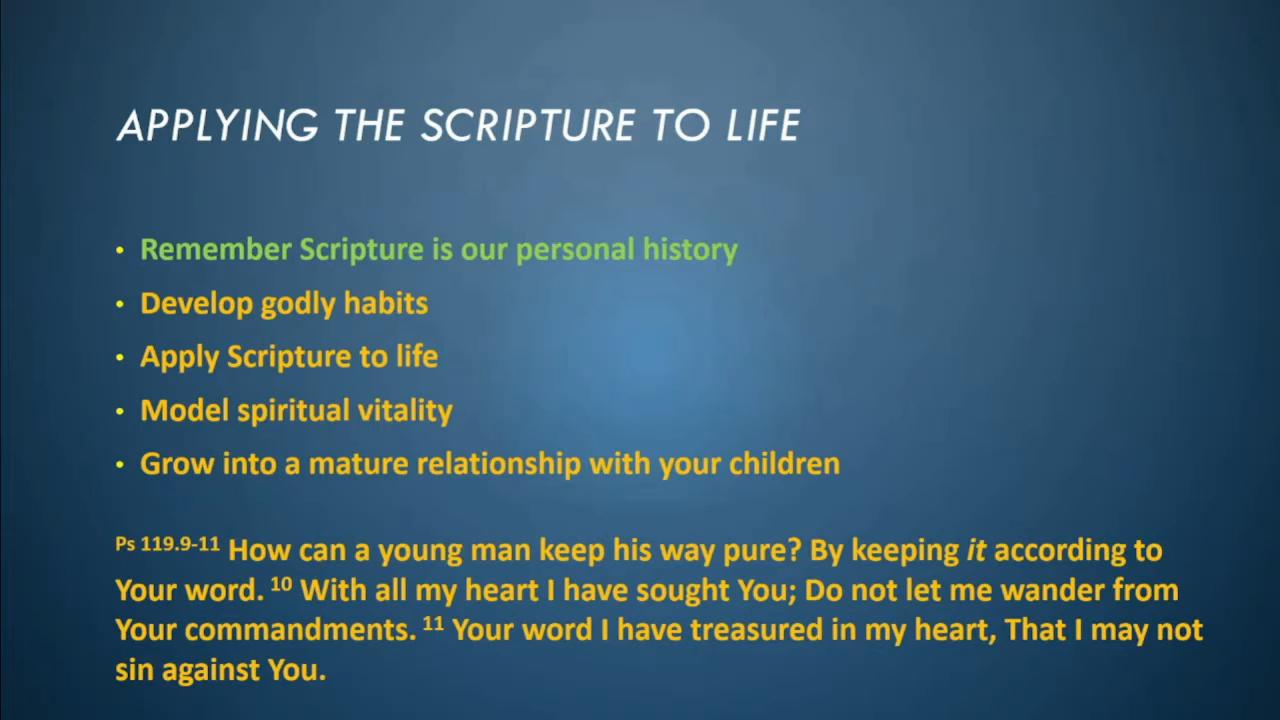 APPLYING THE SCRIPTURE TO LIFE
• Remember Scripture is our personal history
• Develop godly habits
• Apply Scripture to life
• Model spiritual vitality
• Grow into a mature relationship with your children
Ps 119.9-11 How can a young man keep his way pure? By keeping it according to
Your word. 10 With all my heart I have sought You; Do not let me wander from
Your commandments. 11 Your word I have treasured in my heart, That I may not
sin against You.